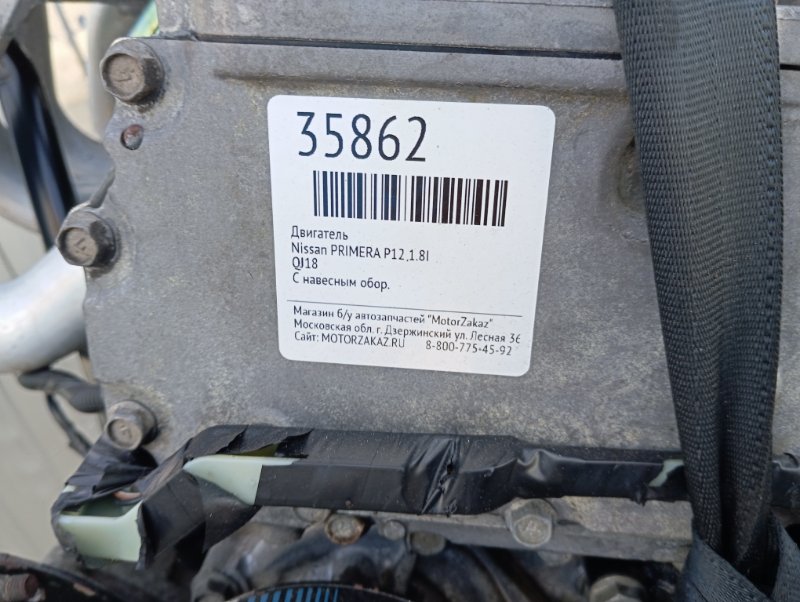 35862
Двигатель
Nissan PRIMERA P12,1.8l
QI18
С навесным обор.
Магазин б/у автозапчастей "MotorZakaz"
Московская обл. г. Дзержинский ул. Лесная 36
Сайт: MOTORZAKAZ.RU 8-800-775-45-92